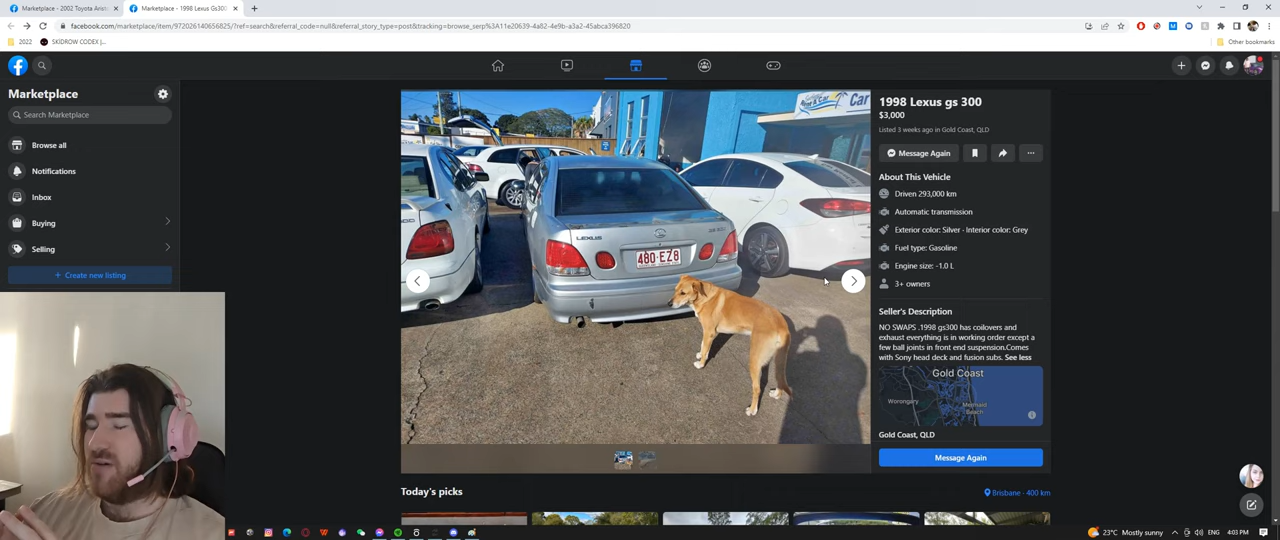 Marketplace - 2002 Toyota Arist
Marketplace - 1998 Lexus Gs300
facebook.com/marketplace/item/972026140656825/?ref=search&referral_code=null&referral_story_type=post&tracking=browse_serp%3A11e20639-4a82-4e9b-a3a2-45abca396820
2022
SKIDROW CODEX |...
Other bookmarks
Marketplace
Search Marketplace
Browse all
Notifications
Inbox
Buying
Selling
+ Create new listing
LEXUS
480·EZ8
1998 Lexus gs 300
$3,000
Listed 3 weeks ago in Gold Coast, QLD
Message Again
About This Vehicle
Driven 293,000 km
Automatic transmission
Exterior color: Silver · Interior color: Grey
Fuel type: Gasoline
Engine size: -1.0 L
3+ owners
Seller's Description
NO SWAPS .1998 gs300 has coilovers and
exhaust everything is in working order except a
few ball joints in front end suspension.Comes
with Sony head deck and fusion subs. See less
Gold Coast
Worongary
Mermaid
Beach
Gold Coast, QLD
Message Again
Today's picks
Brisbane · 400 km
23°C Mostly sunny
ENG
4:03 PM